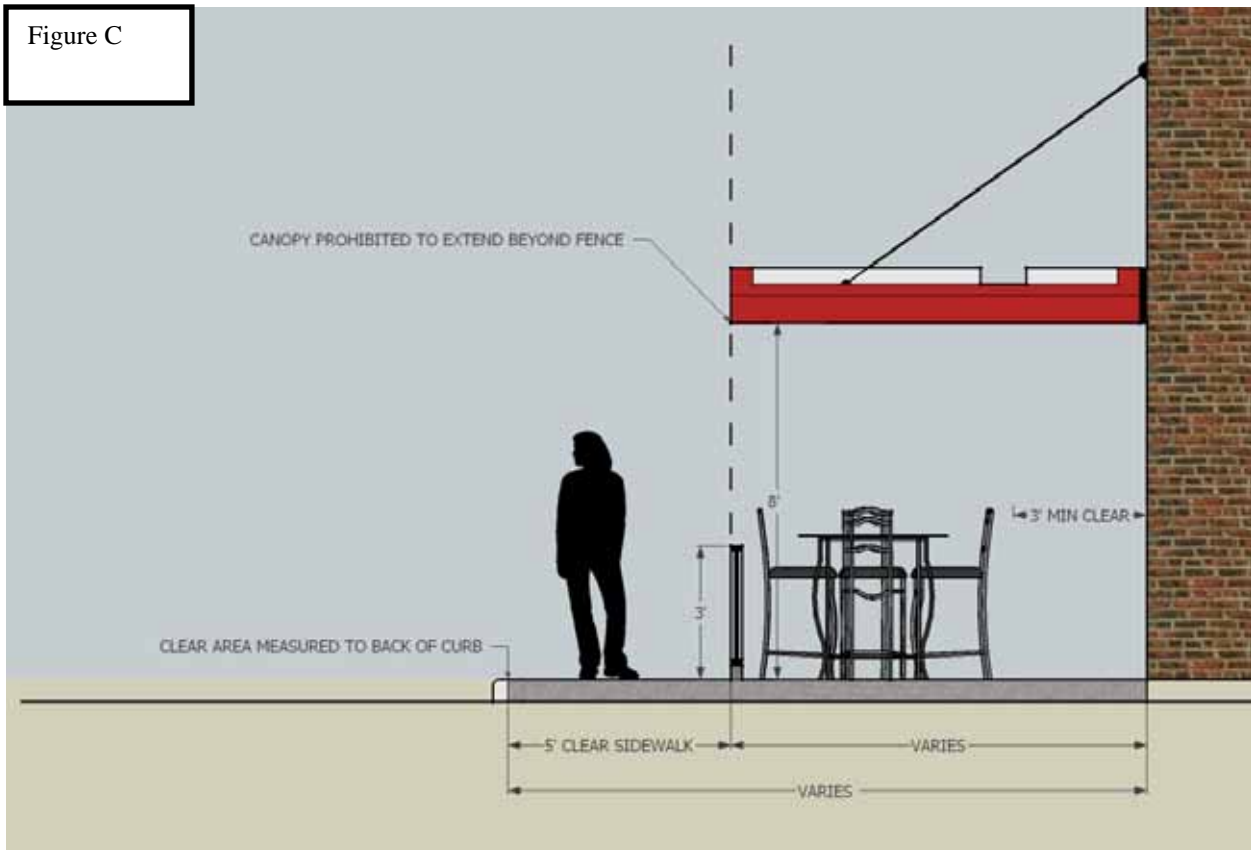 Figure C
CANOPY PROHIBITED TO EXTEND BEYOND FENCE
8'
3' MIN CLEAR
3'
CLEAR AREA MEASURED TO BACK OF CURB
5' CLEAR SIDEWALK
VARIES
VARIES